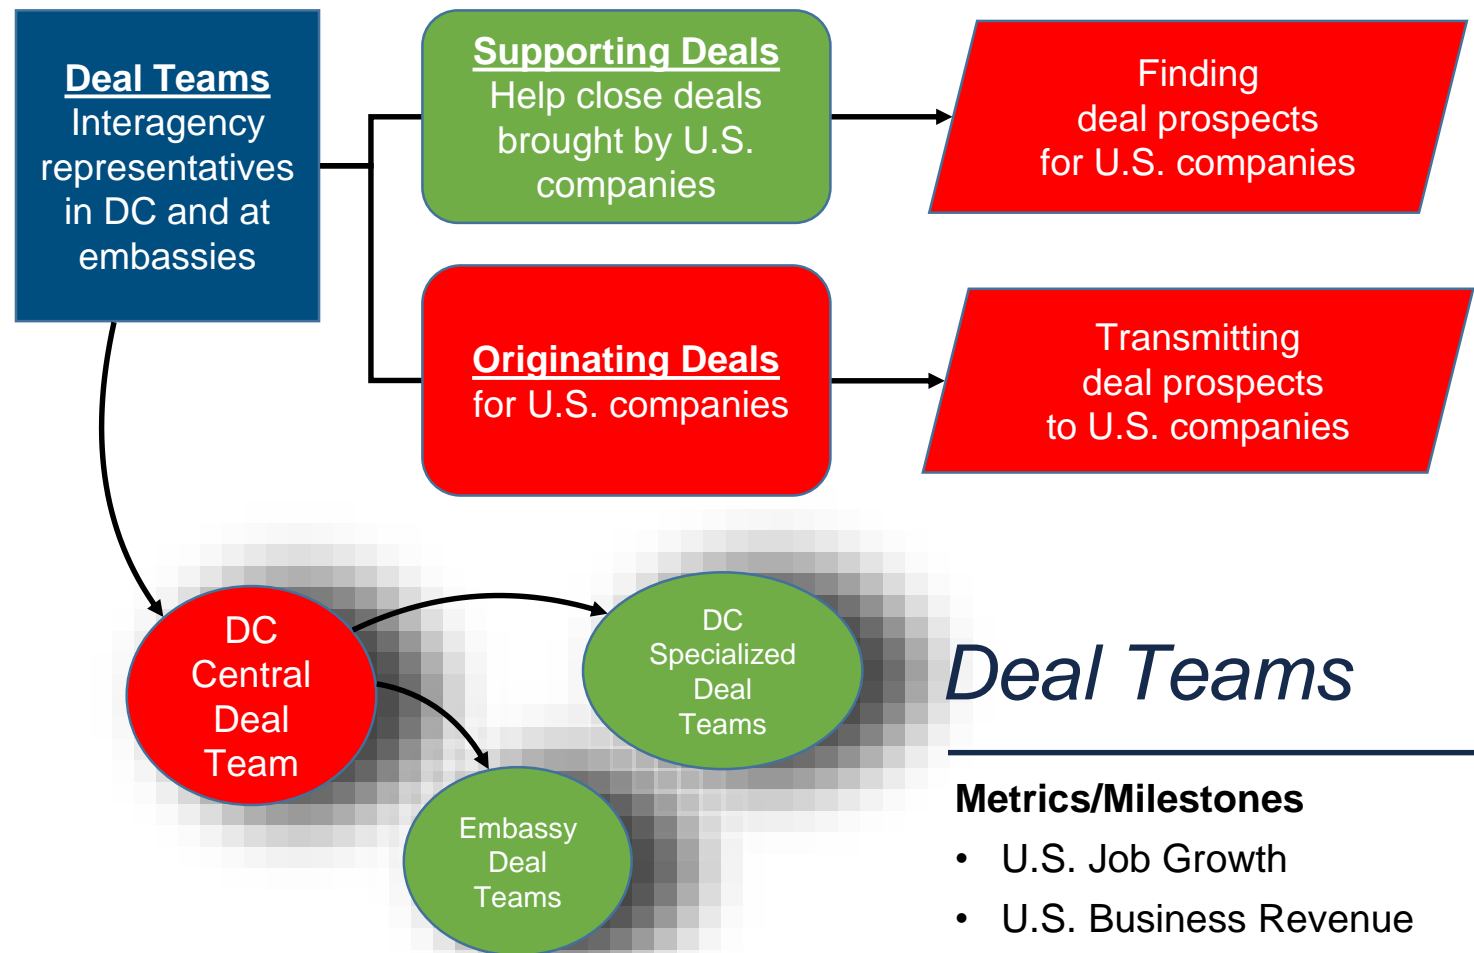 Deal Teams
Interagency
representatives
in DC and at
embassies
Supporting Deals
Help close deals
brought by U.S.
companies
Finding
deal prospects
for U.S. companies
Originating Deals
for U.S. companies
Transmitting
deal prospects
to U.S. companies
DC
Central
Deal
Team
DC
Specialized
Deal
Teams
Embassy
Deal
Teams
Deal Teams
Metrics/Milestones
• U.S. Job Growth
• U.S. Business Revenue